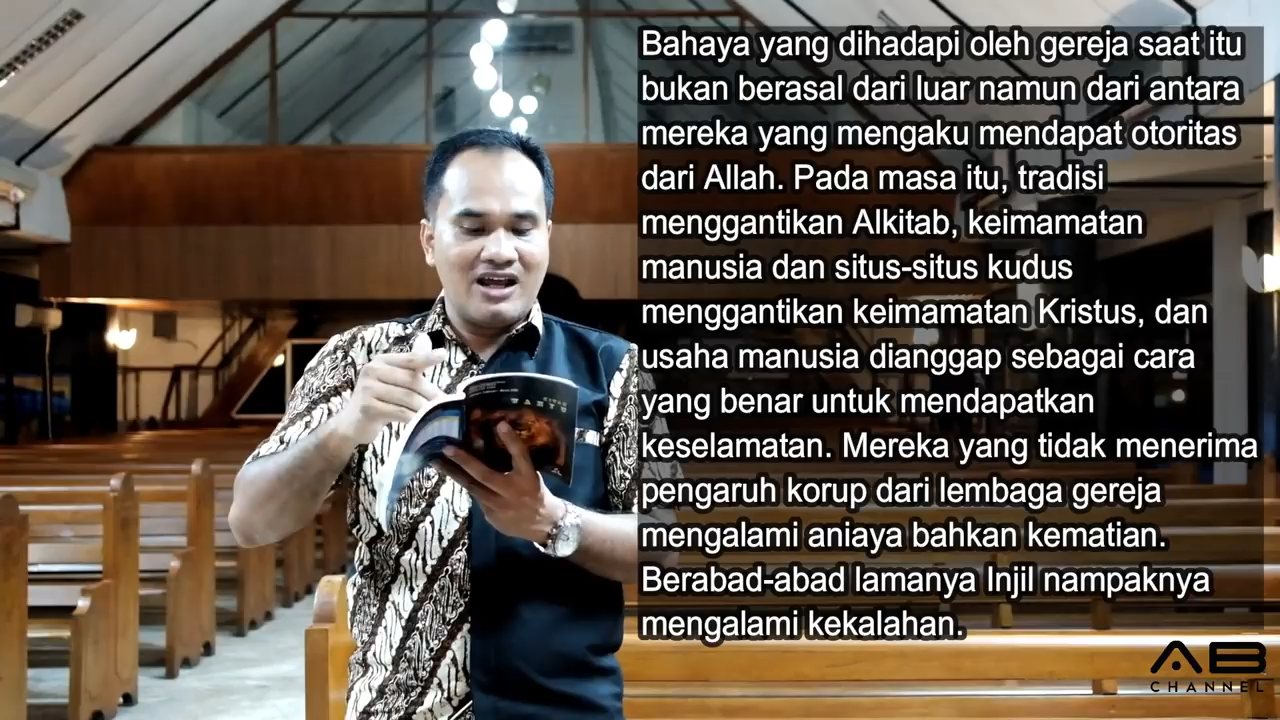 Bahaya yang dihadapi oleh gereja saat itu
bukan berasal dari luar namun dari antara
mereka yang mengaku mendapat otoritas
dari Allah. Pada masa itu, tradisi
menggantikan Alkitab, keimamatan
manusia dan situs-situs kudus
menggantikan keimamatan Kristus, dan
usaha manusia dianggap sebagai cara
yang benar untuk mendapatkan
keselamatan. Mereka yang tidak menerima
pengaruh korup dari lembaga gereja
mengalami aniaya bahkan kematian.
Berabad-abad lamanya Injil nampaknya
mengalami kekalahan.
AB
CHANNEL